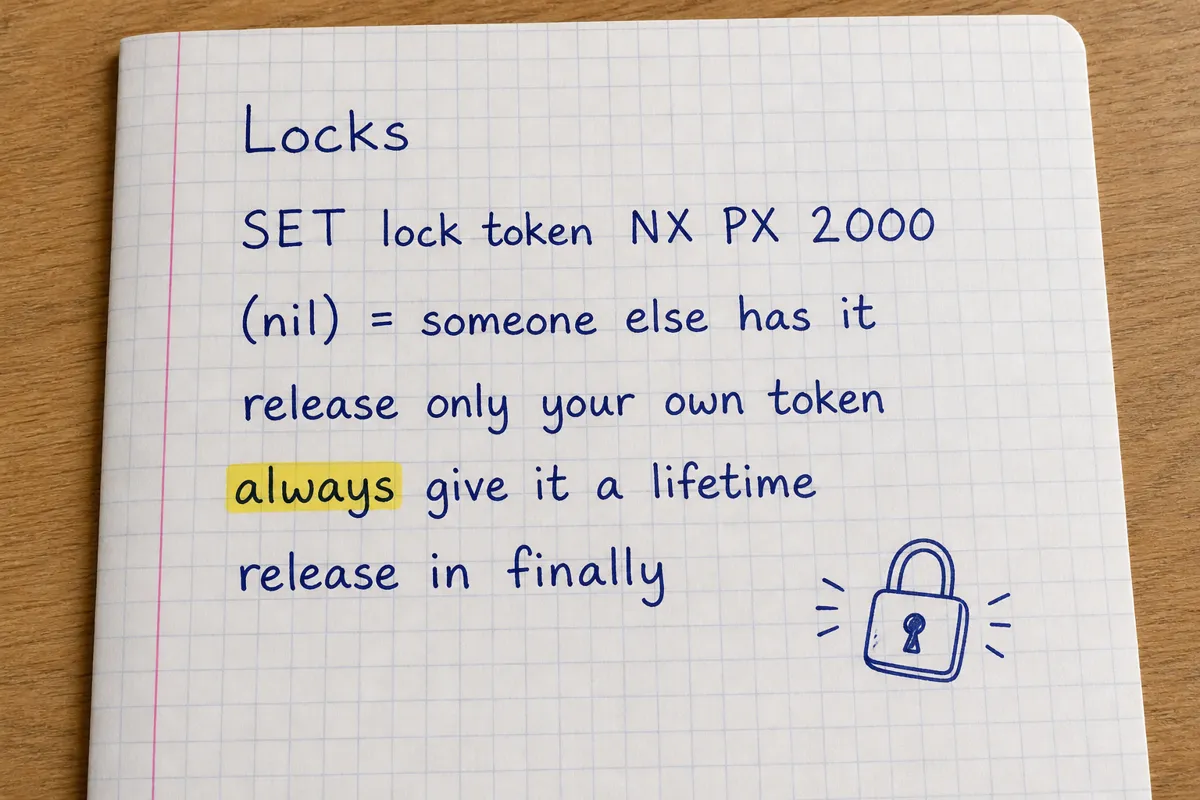 Locks
SET lock token NX PX 2000
(nil) = someone else has it
release only your own token
always give it a lifetime
release in finally